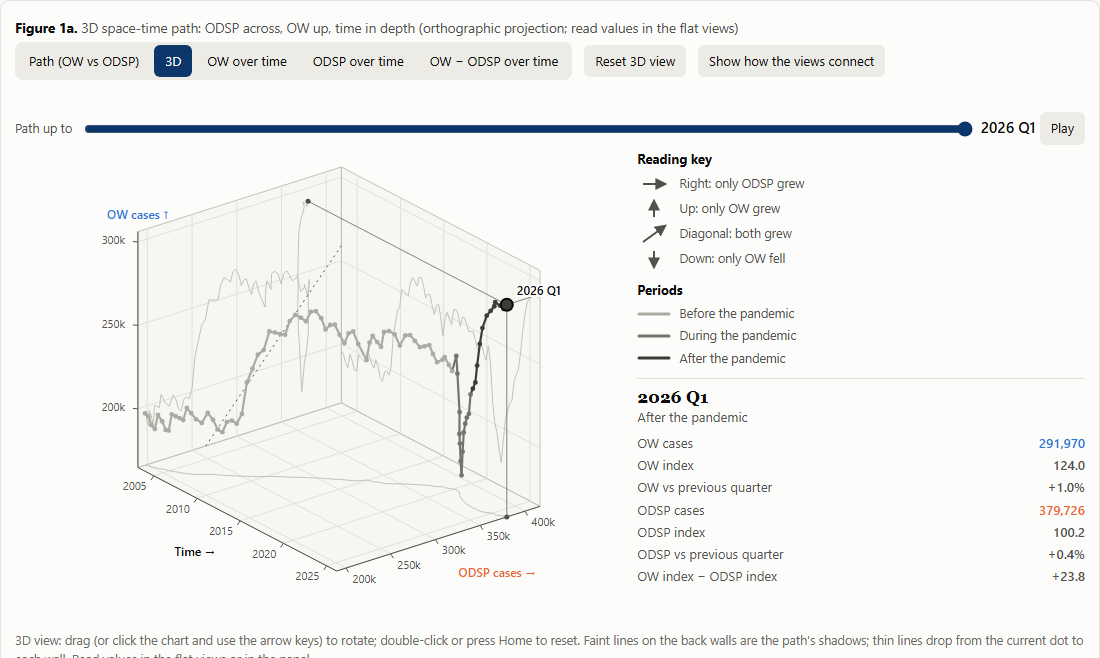 Figure 1a. 3D space-time path: ODSP across, OW up, time in depth (orthographic projection; read values in the flat views)
Path (OW vs ODSP) 3D OW over time ODSP over time OW − ODSP over time Reset 3D view Show how the views connect
Path up to 2026 Q1 Play
OW cases ↑
300k
250k
200k
2005
2010
2015
2020
2025
Time →
200k
250k
300k
350k
400k
ODSP cases →
2026 Q1
Reading key
Right: only ODSP grew
Up: only OW grew
Diagonal: both grew
Down: only OW fell
Periods
Before the pandemic
During the pandemic
After the pandemic
2026 Q1
After the pandemic
OW cases 291,970
OW index 124.0
OW vs previous quarter +1.0%
ODSP cases 379,726
ODSP index 100.2
ODSP vs previous quarter +0.4%
OW index − ODSP index +23.8
3D view: drag (or click the chart and use the arrow keys) to rotate; double-click or press Home to reset. Faint lines on the back walls are the path's shadows; thin lines drop from the current dot to